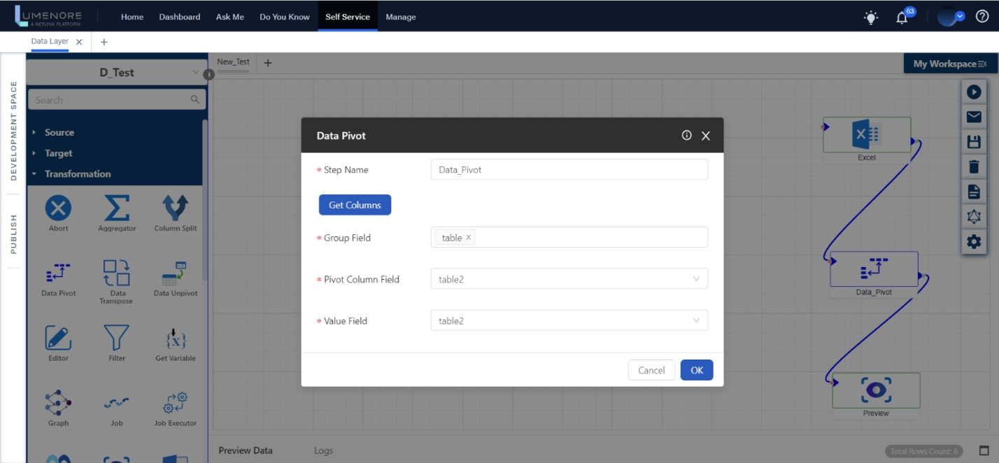 LUMENORE
A NETLINK PLATFORM
Home
Dashboard
Ask Me
Do You Know
Self Service
Manage
63
Data Layer
DEVELOPMENT SPACE
PUBLISH
D_Test
Search
Source
Target
Transformation
Abort
Aggregator
Column Split
Data Pivot
Data
Transpose
Data Unpivot
Editor
Filter
{x}
Get Variable
Graph
Job
Job Executor
New_Test
My Workspace
Data Pivot
* Step Name
Data_Pivot
Get Columns
* Group Field
table
* Pivot Column Field
table2
* Value Field
table2
Cancel
OK
Excel
Data_Pivot
Preview
Preview Data
Logs
Total Rows Count: 6